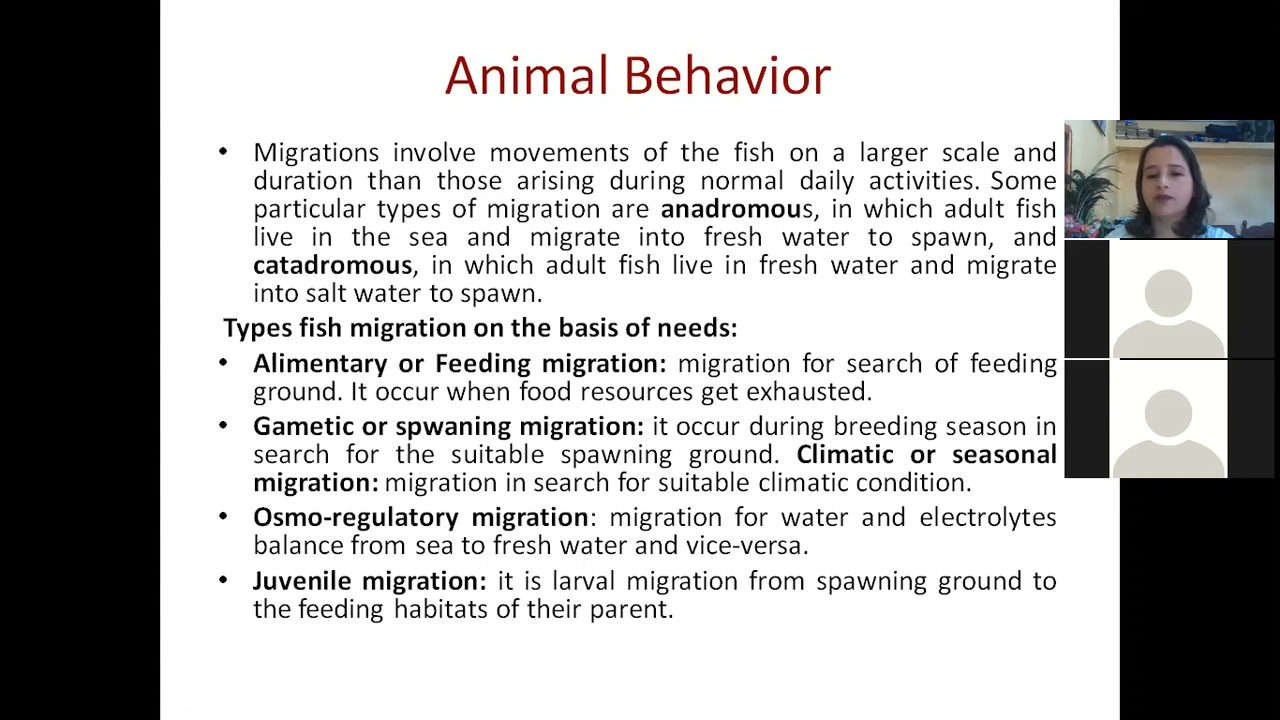 Animal Behavior
• Migrations involve movements of the fish on a larger scale and
duration than those arising during normal daily activities. Some
particular types of migration are anadromous, in which adult fish
live in the sea and migrate into fresh water to spawn, and
catadromous, in which adult fish live in fresh water and migrate
into salt water to spawn.
Types fish migration on the basis of needs:
• Alimentary or Feeding migration: migration for search of feeding
ground. It occur when food resources get exhausted.
• Gametic or spwaning migration: it occur during breeding season in
search for the suitable spawning ground. Climatic or seasonal
migration: migration in search for suitable climatic condition.
• Osmo-regulatory migration: migration for water and electrolytes
balance from sea to fresh water and vice-versa.
• Juvenile migration: it is larval migration from spawning ground to
the feeding habitats of their parent.